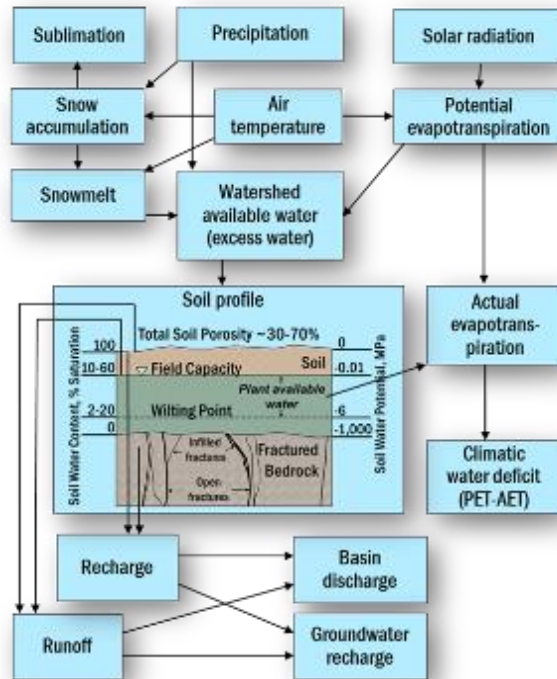 Sublimation
Precipitation
Solar radiation
Snow
accumulation
Air
temperature
Potential
evapotranspiration
Snowmelt
Watershed
available water
(excess water)
Soil profile
Total Soil Porosity ~30-70%
Soil Water Content, % Saturation
100
10-60
2-20
0
Field Capacity
Soil
Plant available
water
Wilting Point
Infilled
fractures
Fractured
Bedrock
Open
fractures
0
-0.01
-6
-1,000
Soil Water Potential, MPa
Actual
evapotrans-
piration
Climatic
water deficit
(PET-AET)
Recharge
Basin
discharge
Runoff
Groundwater
recharge